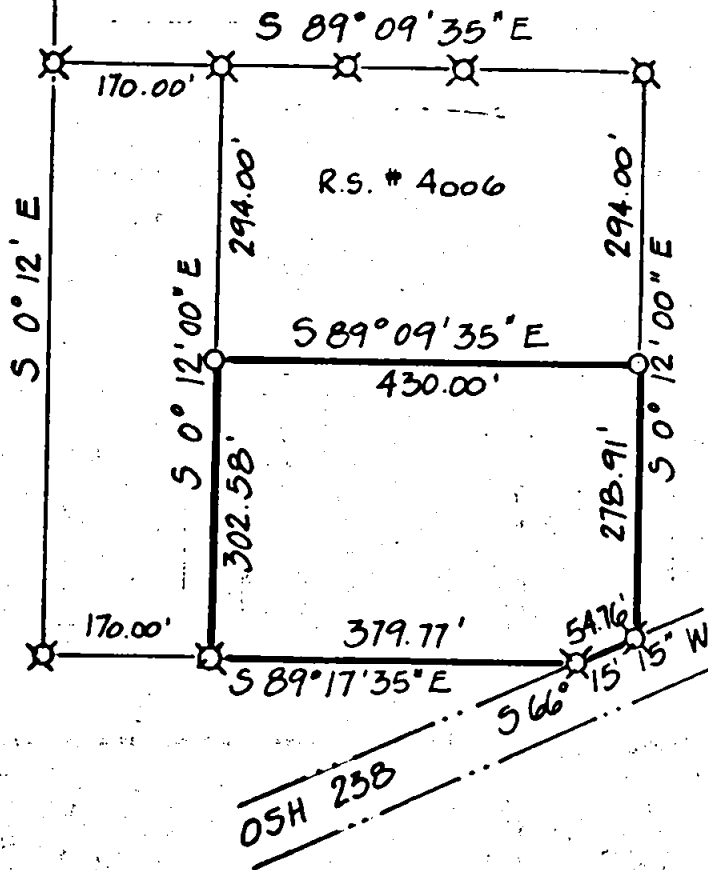 S 89° 09' 35" E
170.00'
R.S. # 4006
294.00'
294.00'
S 0° 12' E
S 0° 12' 00" E
S 0° 12' 00" E
S 89° 09' 35" E
430.00'
302.58'
278.91'
170.00'
379.77'
54.76'
S 89° 17' 35" E
S 66° 15' 15" W
OSH 238